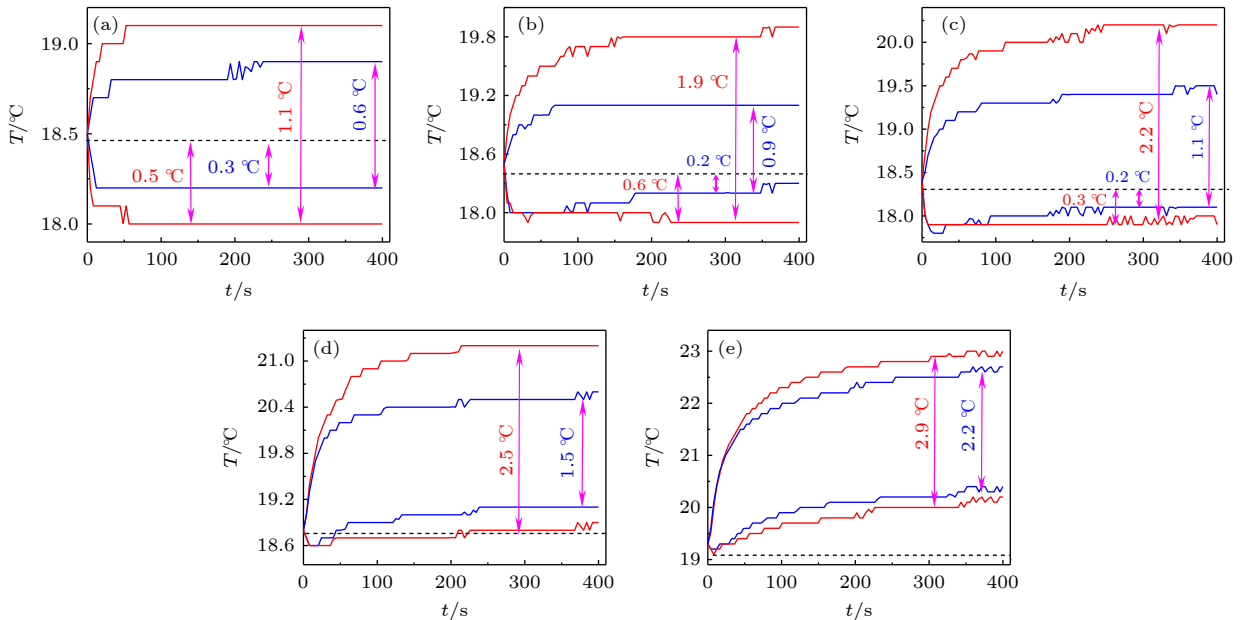 (a)
T/℃
19.0
18.5
18.0
1.1 ℃
0.6 ℃
0.5 ℃
0.3 ℃
0 100 200 300 400
t/s
(b)
T/℃
19.8
19.2
18.6
18.0
1.9 ℃
0.9 ℃
0.2 ℃
0.6 ℃
0 100 200 300 400
t/s
(c)
T/℃
20.0
19.5
19.0
18.5
18.0
2.2 ℃
1.1 ℃
0.2 ℃
0.3 ℃
0 100 200 300 400
t/s
(d)
T/℃
21.0
20.4
19.8
19.2
18.6
2.5 ℃
1.5 ℃
0 100 200 300 400
t/s
(e)
T/℃
23
22
21
20
19
2.9 ℃
2.2 ℃
0 100 200 300 400
t/s